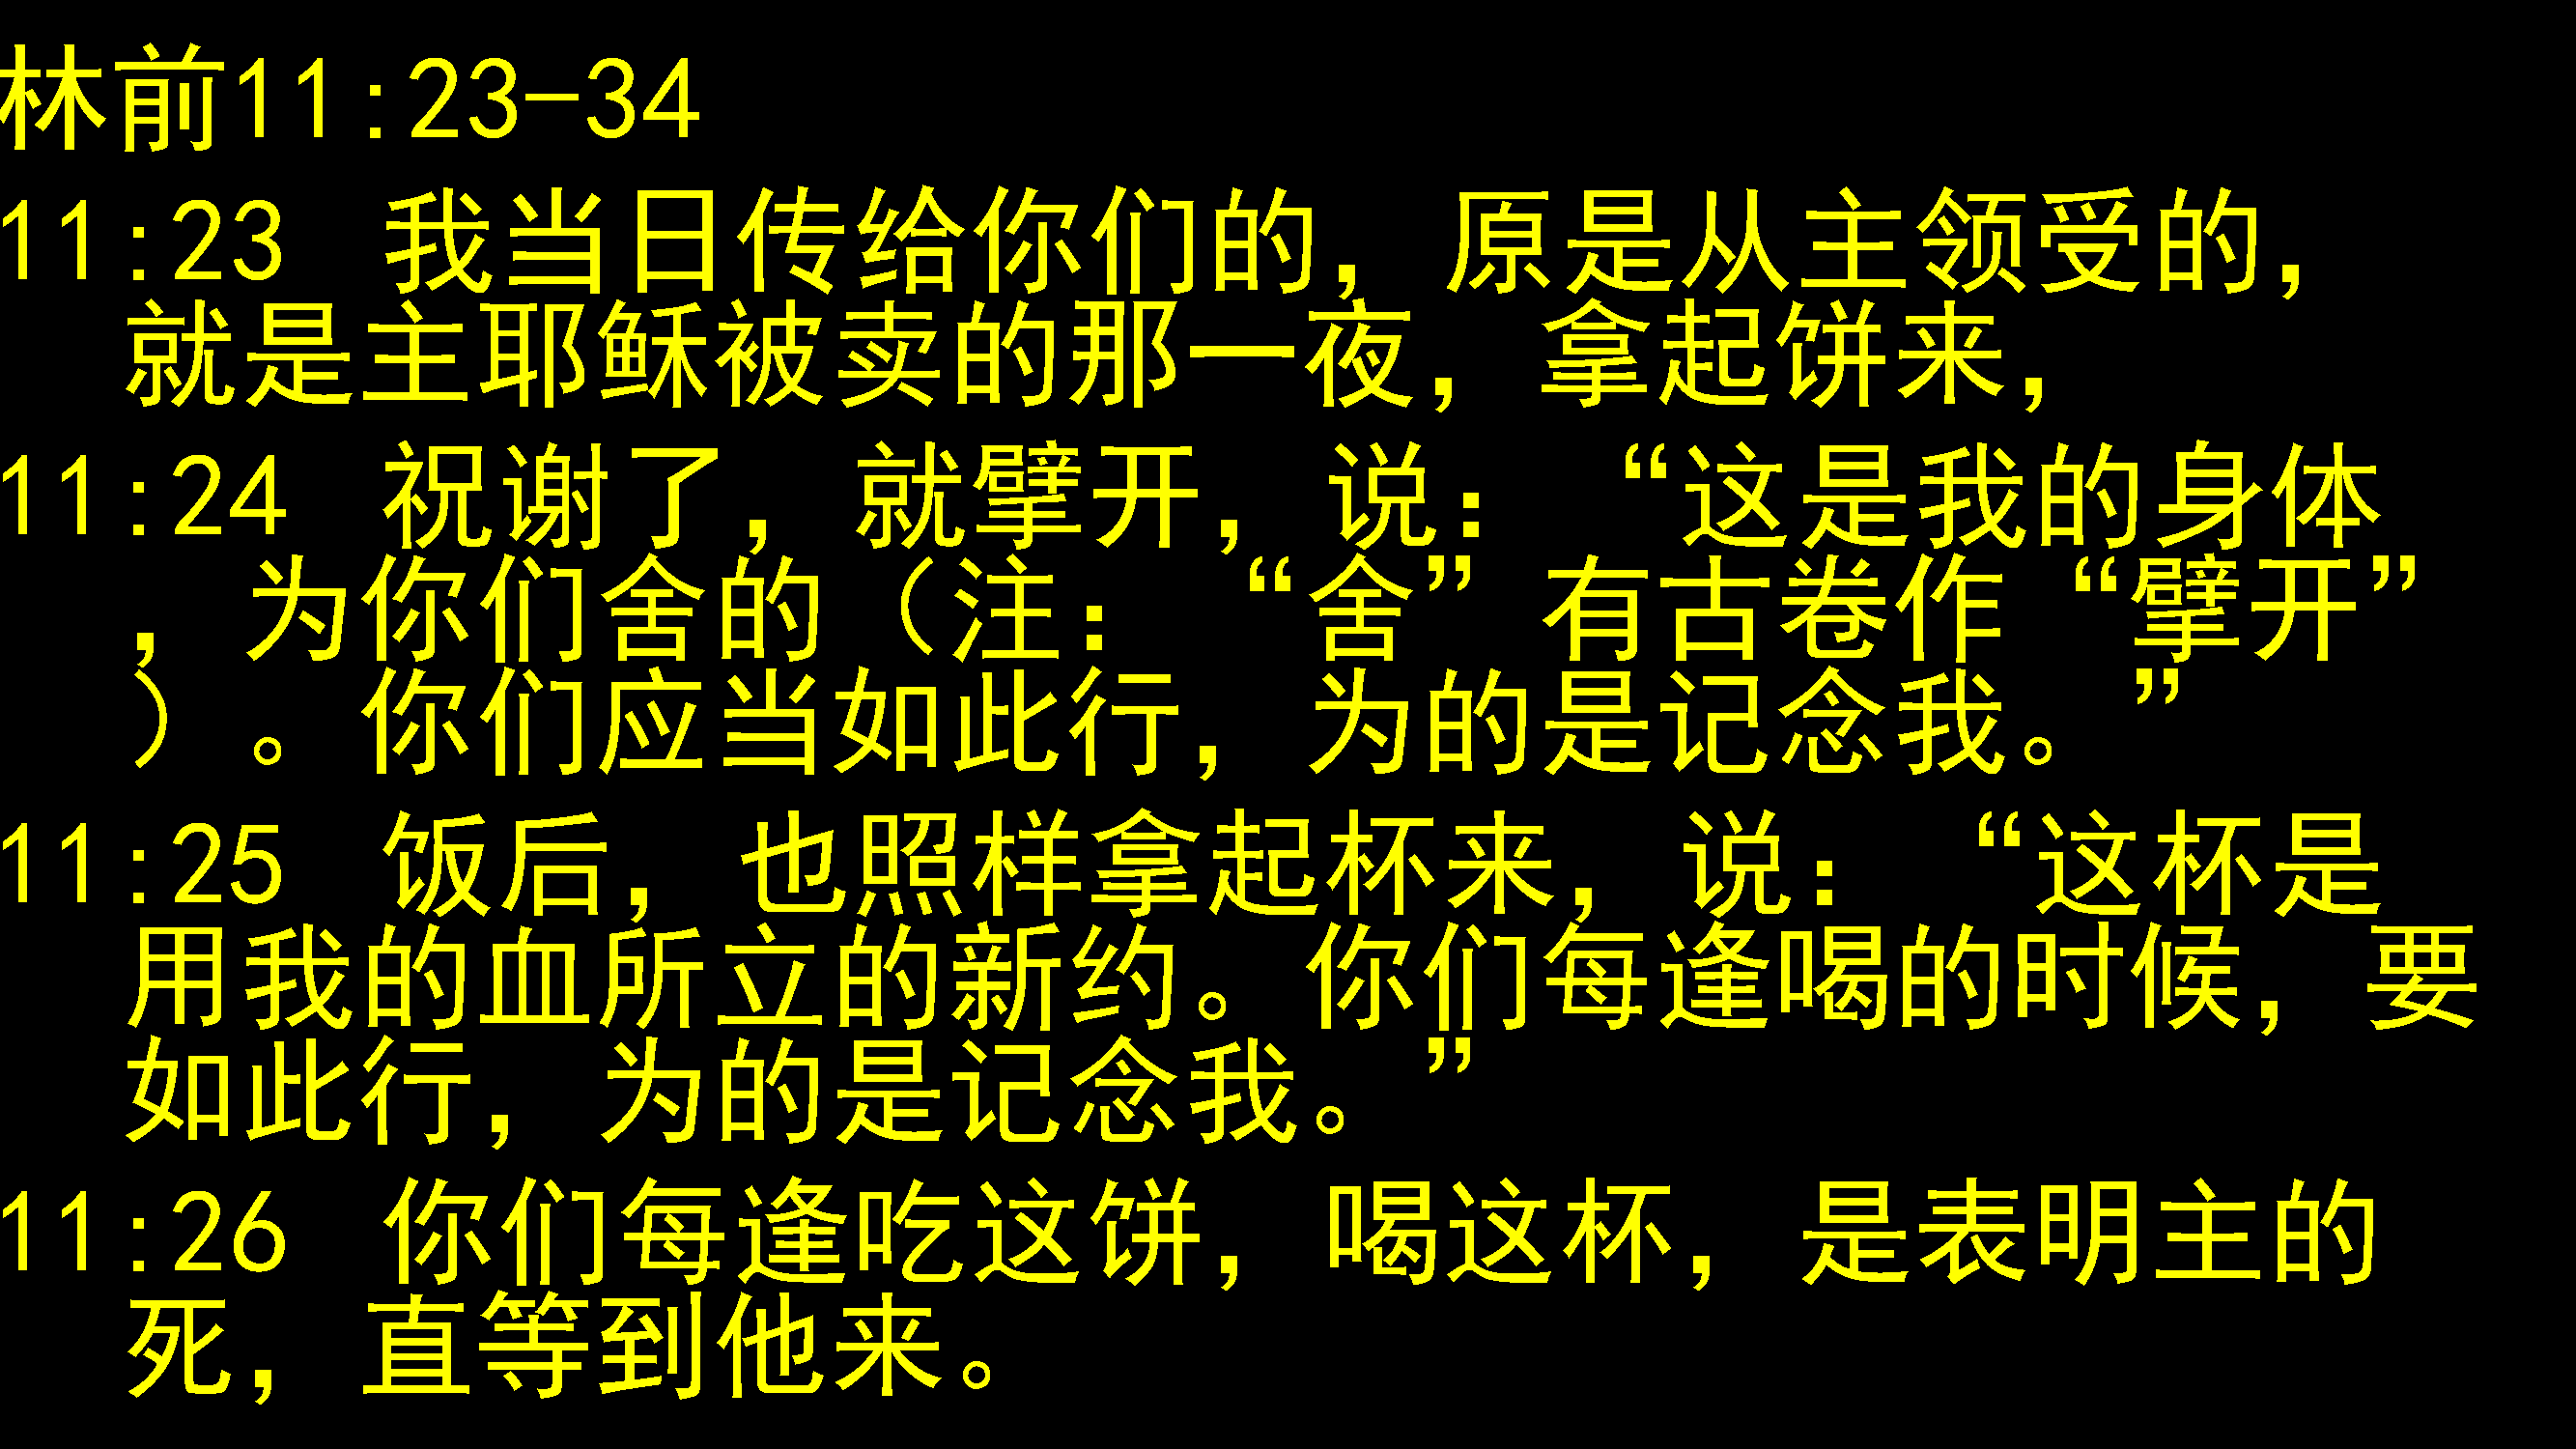 林前11:23-34
11:23 我当日传给你们的，原是从主领受的，
就是主耶稣被卖的那一夜，拿起饼来，
11:24 祝谢了，就擘开，说：“这是我的身体
，为你们舍的（注：“舍”有古卷作“擘开”
）。你们应当如此行，为的是记念我。”
11:25 饭后，也照样拿起杯来，说：“这杯是
用我的血所立的新约。你们每逢喝的时候，要
如此行，为的是记念我。”
11:26 你们每逢吃这饼，喝这杯，是表明主的
死，直等到他来。